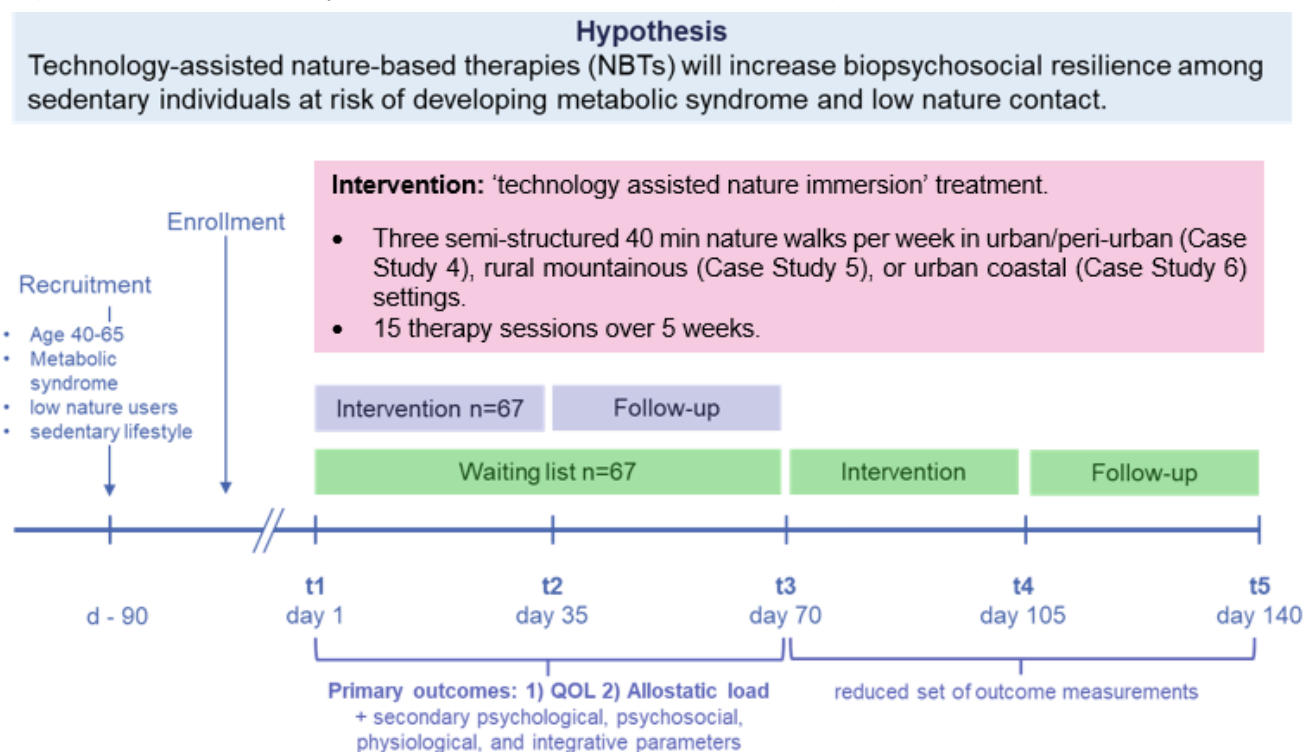 Hypothesis
Technology-assisted nature-based therapies (NBTs) will increase biopsychosocial resilience among
sedentary individuals at risk of developing metabolic syndrome and low nature contact.
Intervention: ‘technology assisted nature immersion’ treatment.
• Three semi-structured 40 min nature walks per week in urban/peri-urban (Case
Study 4), rural mountainous (Case Study 5), or urban coastal (Case Study 6)
settings.
• 15 therapy sessions over 5 weeks.
Enrollment
Recruitment
• Age 40-65
• Metabolic
syndrome
• low nature users
• sedentary lifestyle
Intervention n=67
Follow-up
Waiting list n=67
Intervention
Follow-up
d - 90
t1
day 1
t2
day 35
t3
day 70
t4
day 105
t5
day 140
Primary outcomes: 1) QOL 2) Allostatic load
+ secondary psychological, psychosocial,
physiological, and integrative parameters
reduced set of outcome measurements